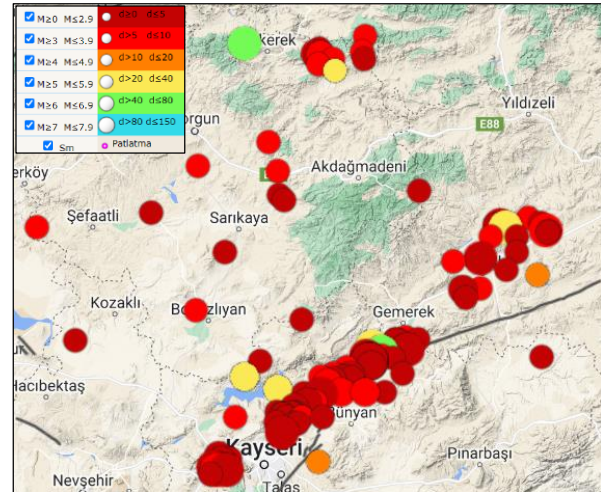 M≥0 M≤2.9 d≥0 d≤5
M≥3 M≤3.9 d>5 d≤10
M≥4 M≤4.9 d>10 d≤20
M≥5 M≤5.9 d>20 d≤40
M≥6 M≤6.9 d>40 d≤80
M≥7 M≤7.9 d>80 d≤150
Sm Patlatma
kerek
Yıldızeli
orgun
E88
Akdağmadeni
erköy
Şefaatli
Sarıkaya
Kozaklı
Gemerek
Hacıbektaş
Bünyan
Kayseri
Pınarbaşı
Nevşehir
Talas